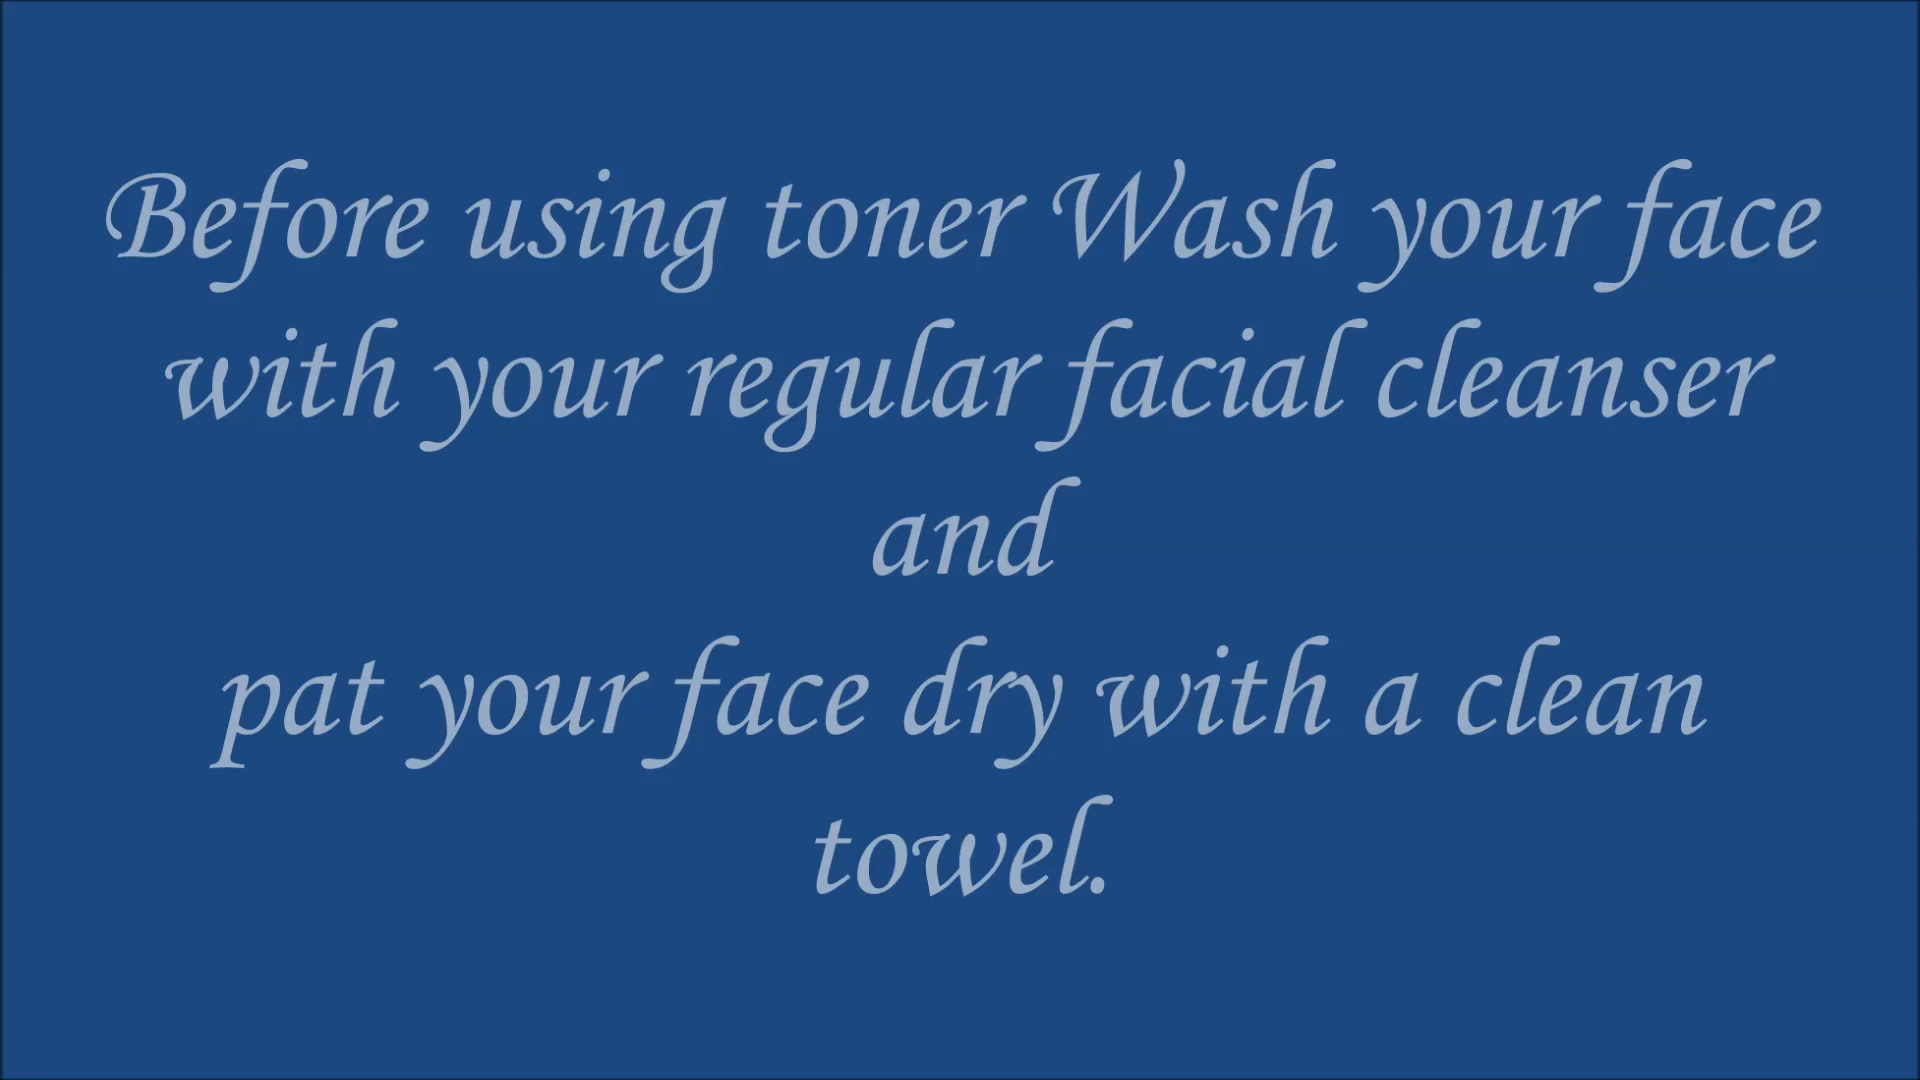 Before using toner Wash your face
with your regular facial cleanser
and
pat your face dry with a clean
towel.